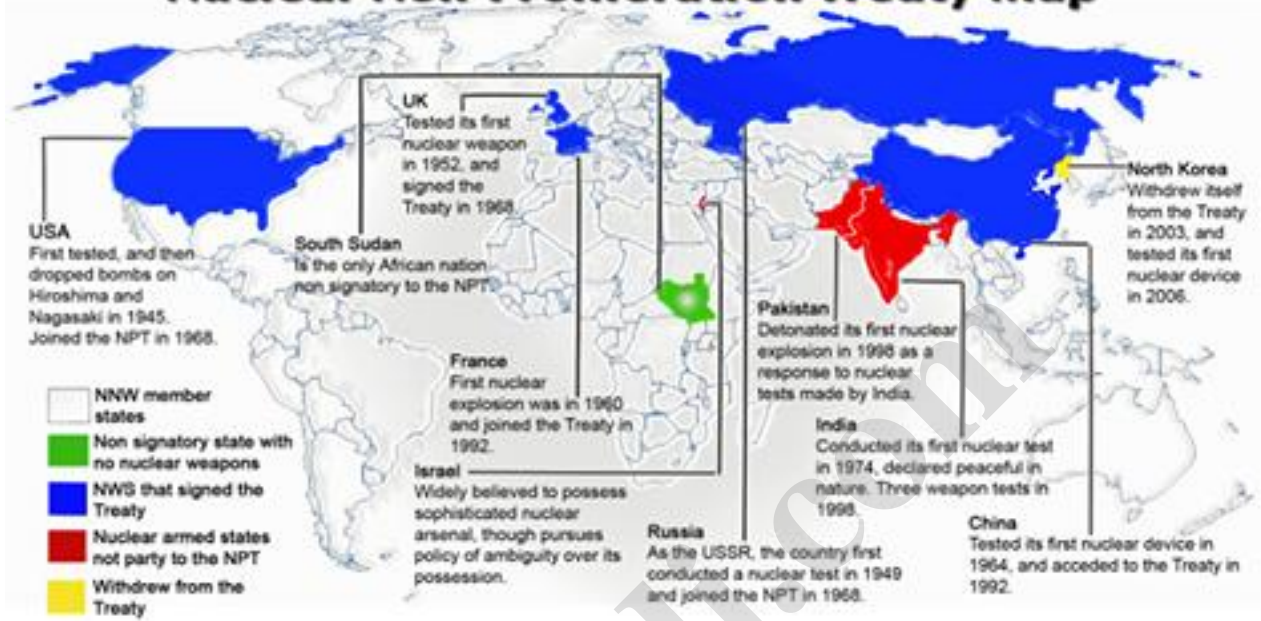 Nuclear Non Proliferation Treaty Map
UK
Tested its first
nuclear weapon
in 1952, and
signed the
Treaty in 1968
North Korea
Withdrew itself
from the Treaty
in 2003, and
tested its first
nuclear device
in 2006.
USA
First tested, and then
dropped bombs on
Hiroshima and
Nagasaki in 1945.
Joined the NPT in 1968.
South Sudan
Is the only African nation
non signatory to the NPT.
Pakistan
Detonated its first nuclear
explosion in 1998 as a
response to nuclear
tests made by India.
France
First nuclear
explosion was in 1960
and joined the Treaty in
1992.
India
Conducted its first nuclear test
in 1974, declared peaceful in
nature. Three weapon tests in
1998.
Israel
Widely believed to possess
sophisticated nuclear
arsenal, though pursues
policy of ambiguity over its
possession.
Russia
As the USSR, the country first
conducted a nuclear test in 1949
and joined the NPT in 1968.
China
Tested its first nuclear device in
1964, and acceded to the Treaty in
1992.
NNW member
states
Non signatory state with
no nuclear weapons
NWS that signed the
Treaty
Nuclear armed states
not party to the NPT
Withdrew from the
Treaty